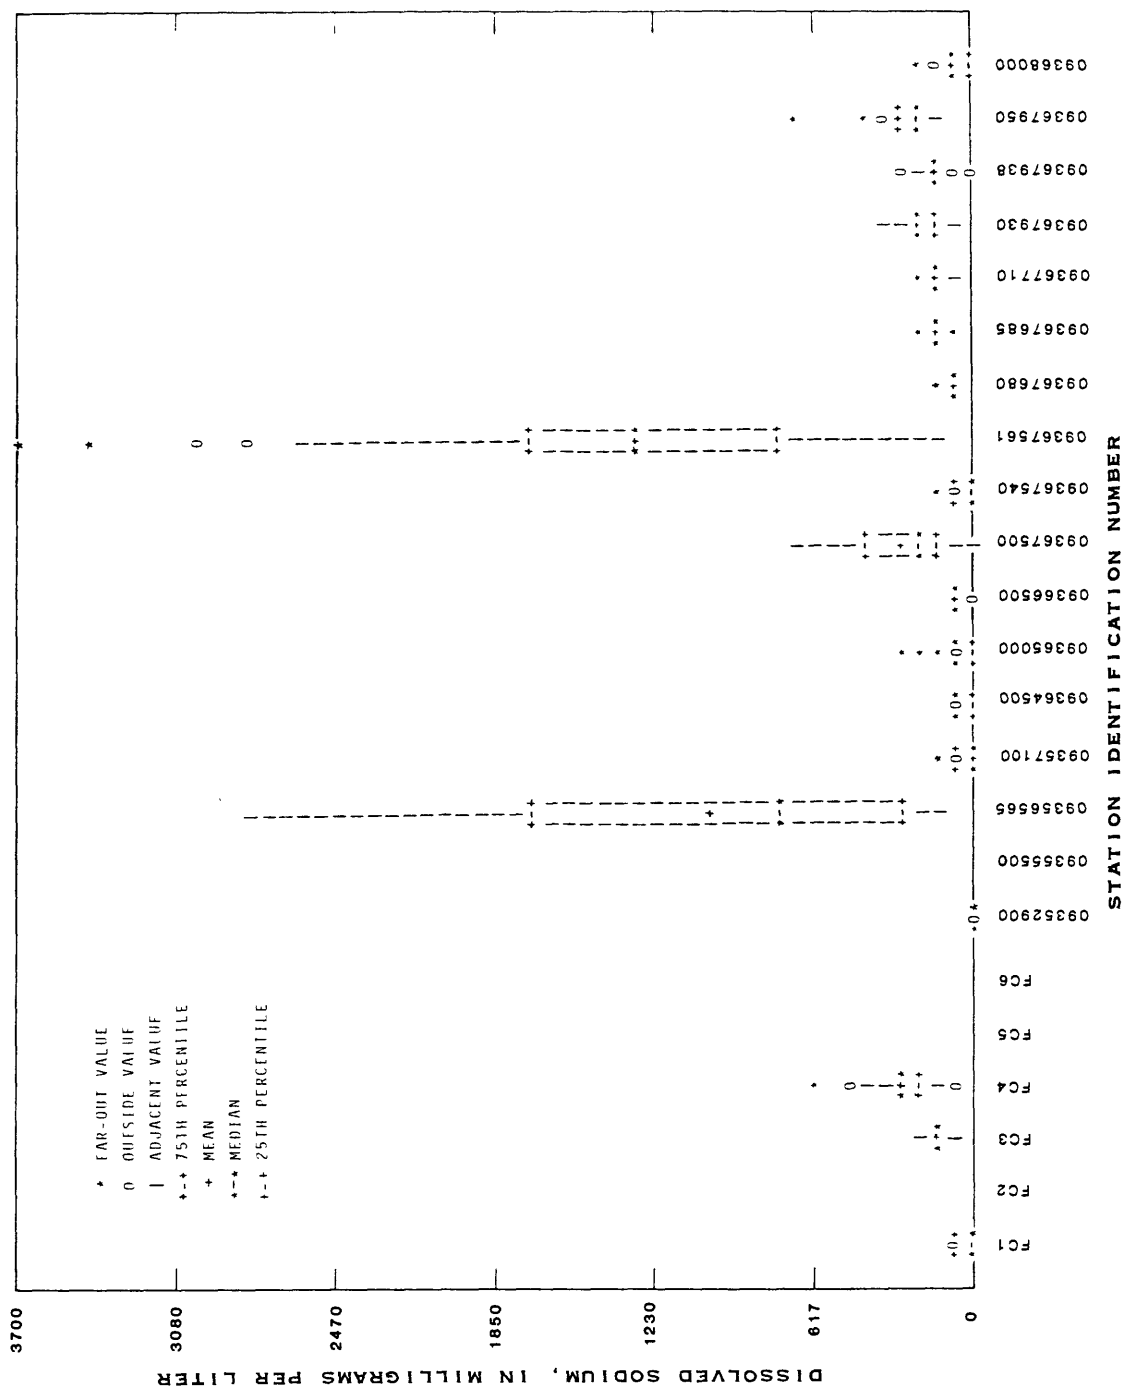 DISSOLVED SODIUM, IN MILLIGRAMS PER LITER
3700
3080
2470
1850
1230
617
0
* FAR-OUT VALUE
0 OUTSIDE VALUE
| ADJACENT VALUE
+-+ 75TH PERCENTILE
+ MEAN
*-* MEDIAN
+-+ 25TH PERCENTILE
FC1
FC2
FC3
FC4
FC5
FC6
09352900
09355500
09356565
09357100
09364500
09365000
09366500
09367500
09367540
09367561
09367680
09367685
09367710
09367930
09367938
09367950
09368000
STATION IDENTIFICATION NUMBER